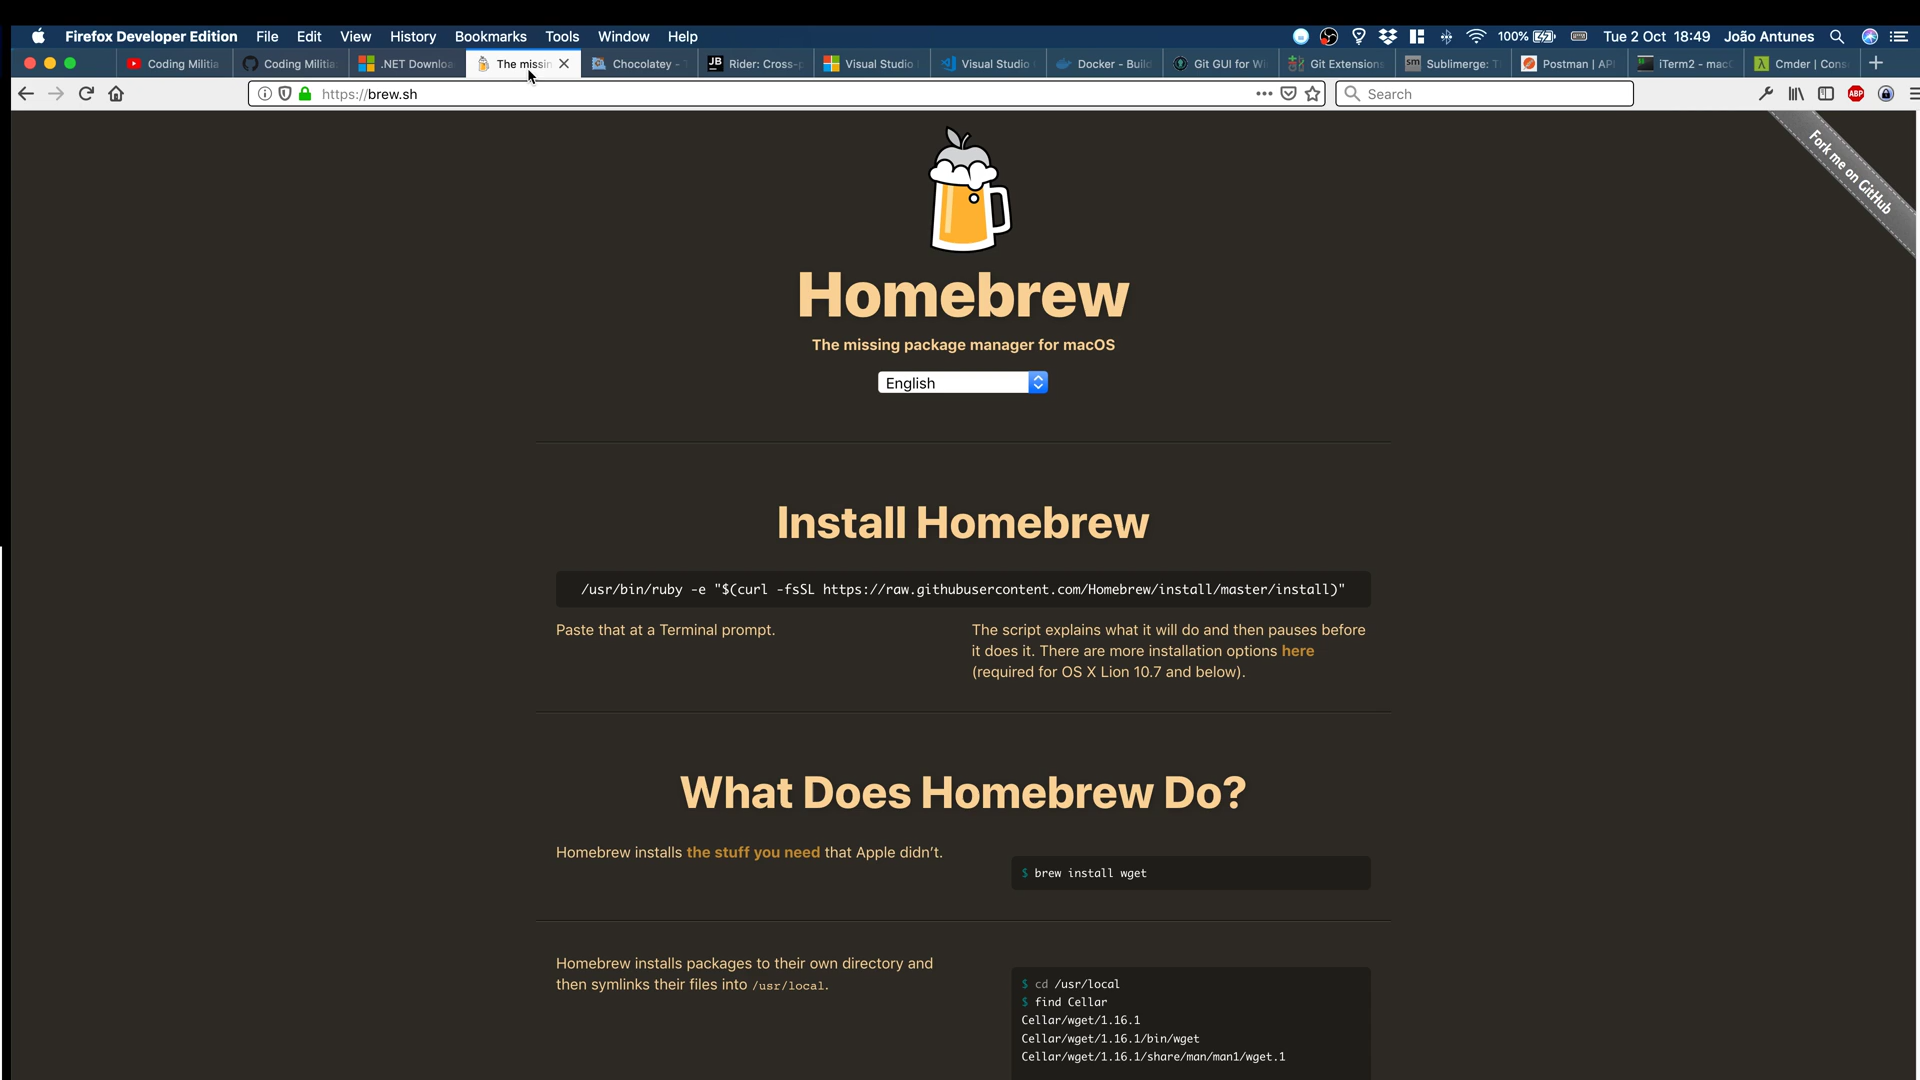 Firefox Developer Edition File Edit View History Bookmarks Tools Window Help 100% Tue 2 Oct 18:49 João Antunes
Coding Militia Coding Militia .NET Downloa The missin Chocolatey - JB Rider: Cross-p Visual Studio Visual Studio Docker - Build Git GUI for Wi Git Extensions sm Sublimerge: T Postman | API iTerm2 - mac Cmder | Cons
https://brew.sh Search ABP
Fork me on GitHub
Homebrew
The missing package manager for macOS
English
Install Homebrew
/usr/bin/ruby -e "$(curl -fsSL https://raw.githubusercontent.com/Homebrew/install/master/install)"
Paste that at a Terminal prompt.
The script explains what it will do and then pauses before
it does it. There are more installation options here
(required for OS X Lion 10.7 and below).
What Does Homebrew Do?
Homebrew installs the stuff you need that Apple didn't.
$ brew install wget
Homebrew installs packages to their own directory and
then symlinks their files into /usr/local.
$ cd /usr/local
$ find Cellar
Cellar/wget/1.16.1
Cellar/wget/1.16.1/bin/wget
Cellar/wget/1.16.1/share/man/man1/wget.1